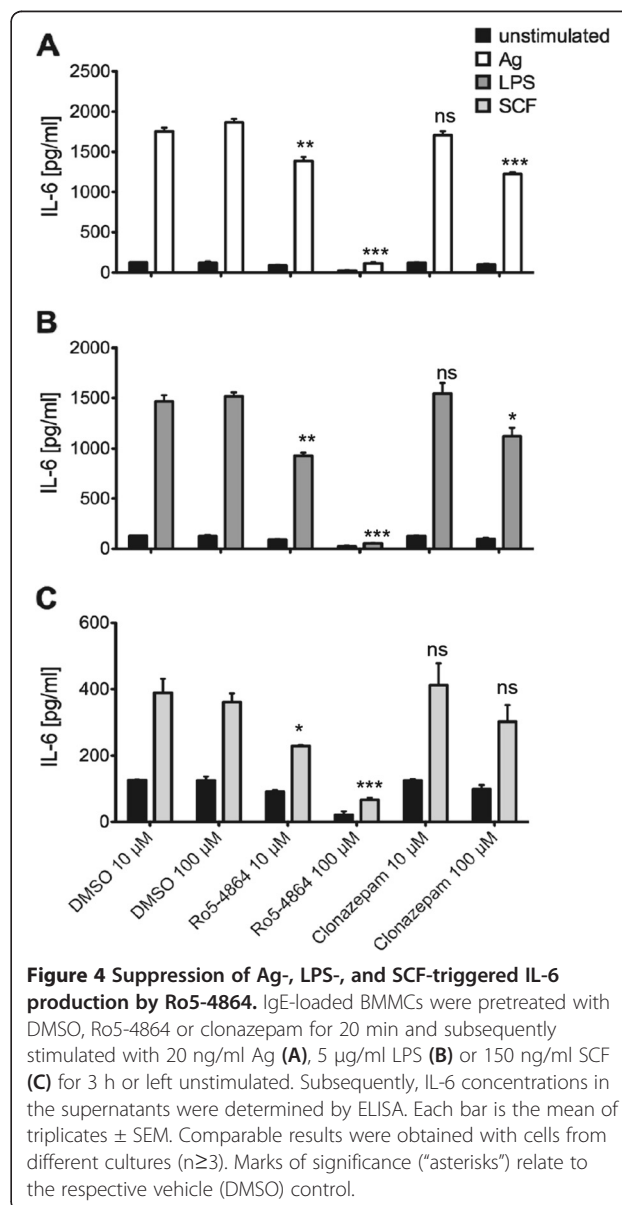 A
unstimulated
Ag
LPS
SCF
IL-6 [pg/ml]
2500
2000
1500
1000
500
0
**
***
ns
***
B
IL-6 [pg/ml]
2000
1500
1000
500
0
**
***
ns
*
C
IL-6 [pg/ml]
600
400
200
0
*
***
ns
ns
DMSO 10 µM
DMSO 100 µM
Ro5-4864 10 µM
Ro5-4864 100 µM
Clonazepam 10 µM
Clonazepam 100 µM
Figure 4 Suppression of Ag-, LPS-, and SCF-triggered IL-6
production by Ro5-4864. IgE-loaded BMMCs were pretreated with
DMSO, Ro5-4864 or clonazepam for 20 min and subsequently
stimulated with 20 ng/ml Ag (A), 5 µg/ml LPS (B) or 150 ng/ml SCF
(C) for 3 h or left unstimulated. Subsequently, IL-6 concentrations in
the supernatants were determined by ELISA. Each bar is the mean of
triplicates ± SEM. Comparable results were obtained with cells from
different cultures (n≥3). Marks of significance (“asterisks”) relate to
the respective vehicle (DMSO) control.